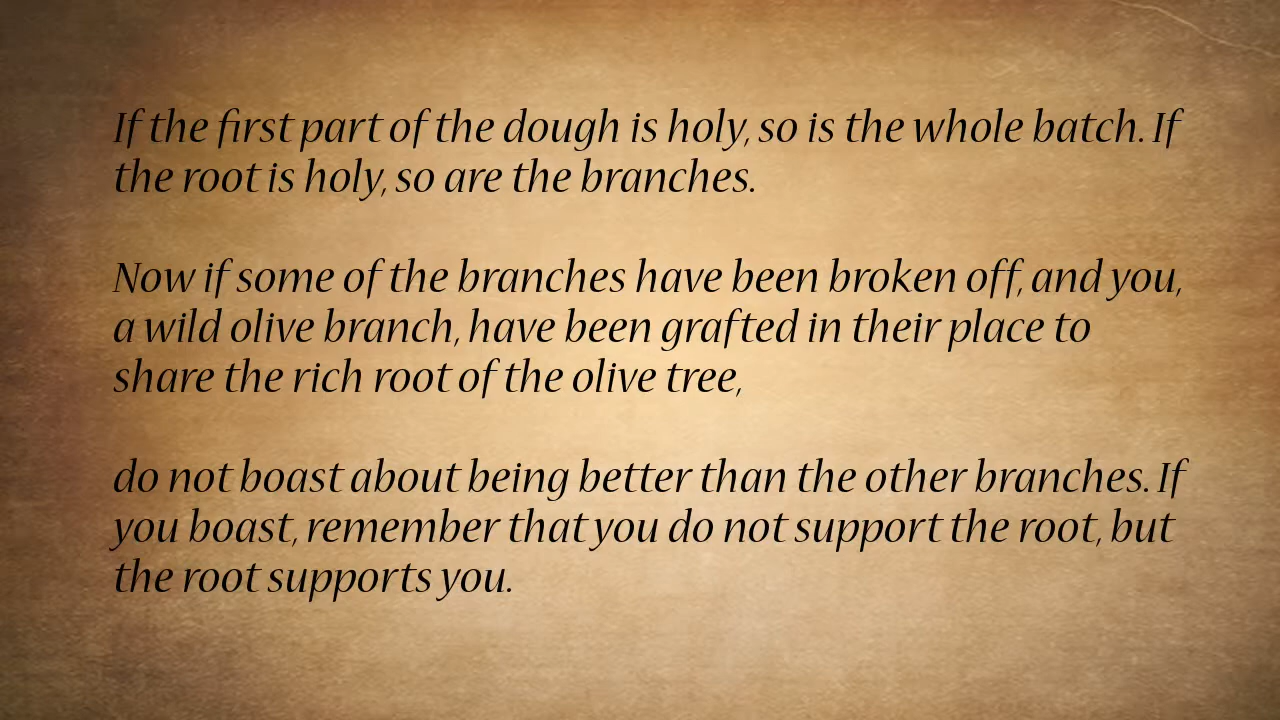 If the first part of the dough is holy, so is the whole batch. If
the root is holy, so are the branches.
Now if some of the branches have been broken off, and you,
a wild olive branch, have been grafted in their place to
share the rich root of the olive tree,
do not boast about being better than the other branches. If
you boast, remember that you do not support the root, but
the root supports you.